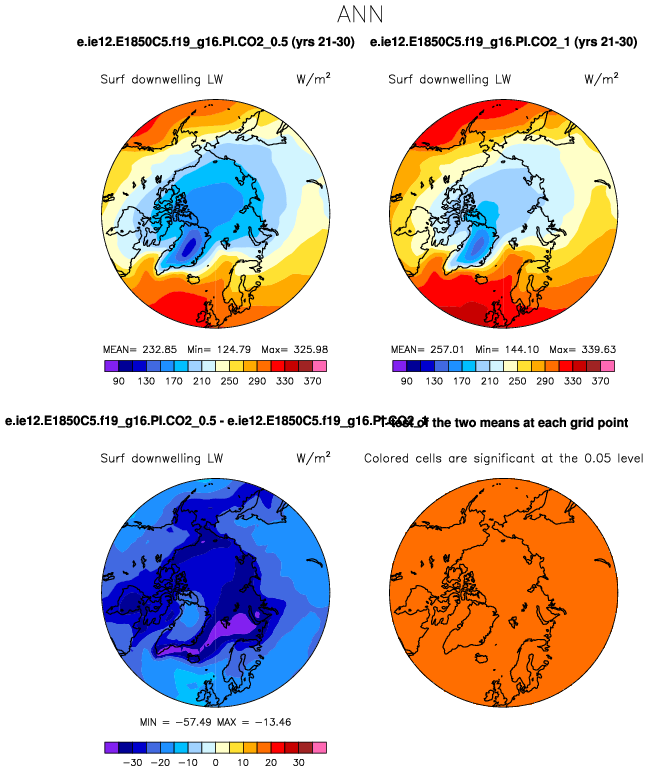 ANN
e.ie12.E1850C5.f19_g16.PI.CO2_0.5 (yrs 21-30)
e.ie12.E1850C5.f19_g16.PI.CO2_1 (yrs 21-30)
Surf downwelling LW W/m²
Surf downwelling LW W/m²
MEAN= 232.85 Min= 124.79 Max= 325.98
MEAN= 257.01 Min= 144.10 Max= 339.63
90 130 170 210 250 290 330 370
90 130 170 210 250 290 330 370
e.ie12.E1850C5.f19_g16.PI.CO2_0.5 - e.ie12.E1850C5.f19_g16.PI.CO2_1
T-test of the two means at each grid point
Surf downwelling LW W/m²
Colored cells are significant at the 0.05 level
MIN = −57.49 MAX = −13.46
−30 −20 −10 0 10 20 30